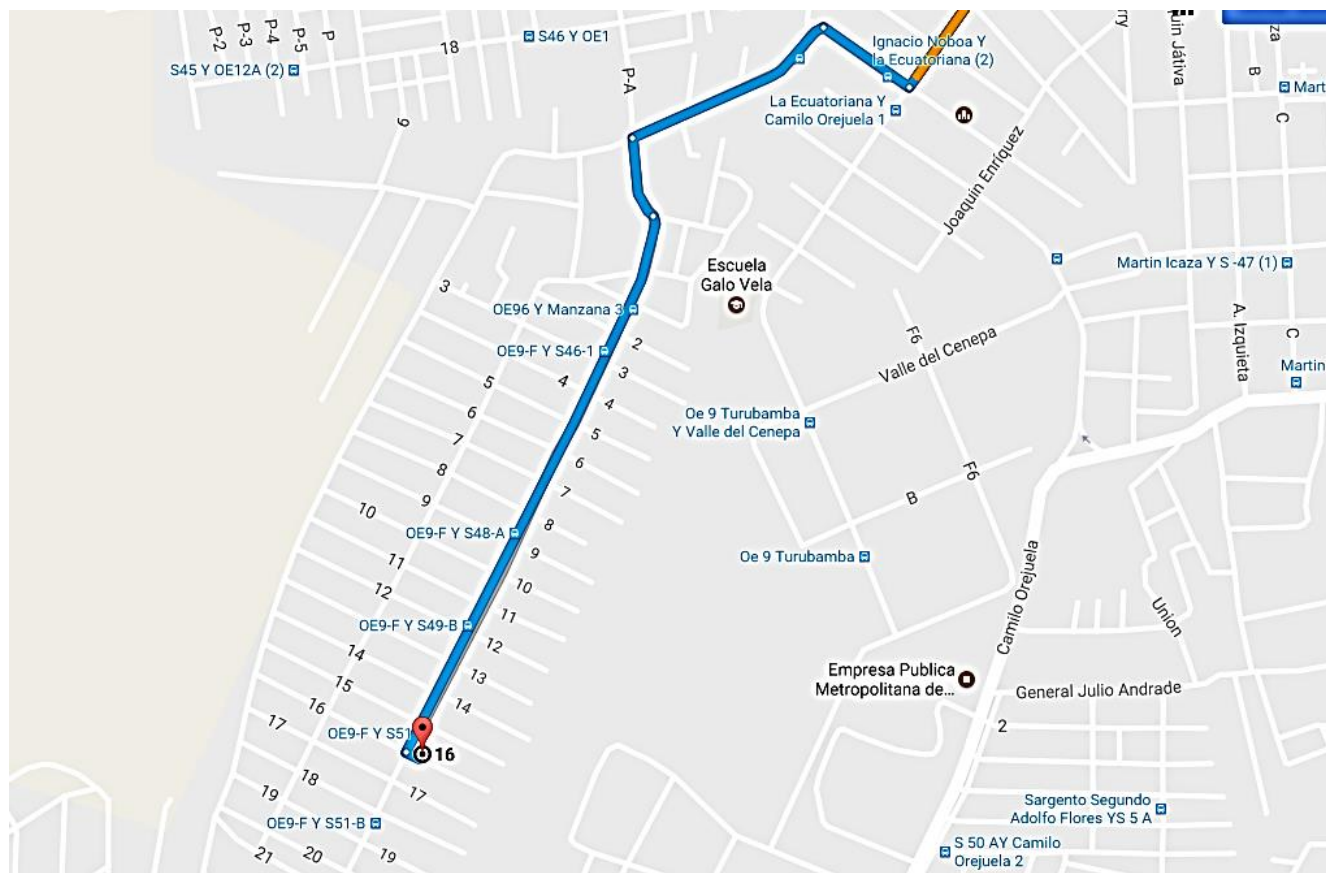 P-2
P-3
P-4
P-5
P
18
S46 Y OE1
S45 Y OE12A (2)
P-A
9
Ignacio Noboa Y
la Ecuatoriana (2)
La Ecuatoriana Y
Camilo Orejuela 1
Joaquin Enriquez
uin Játiva
za
B
Mart
C
Martin Icaza Y S -47 (1)
A. Izquieta
C
Martin
Escuela
Galo Vela
3
OE96 Y Manzana 3
OE9-F Y S46-1
2
3
4
4
5
5
6
6
7
7
8
8
9
9
10
10
11
11
12
12
13
14
14
15
16
17
18
19
21
20
19
17
F6
Valle del Cenepa
Oe 9 Turubamba
Y Valle del Cenepa
F6
B
Oe 9 Turubamba
OE9-F Y S48-A
OE9-F Y S49-B
OE9-F Y S51
16
OE9-F Y S51-B
Camilo Orejuela
Union
Empresa Publica
Metropolitana de...
General Julio Andrade
2
Sargento Segundo
Adolfo Flores YS 5 A
S 50 AY Camilo
Orejuela 2